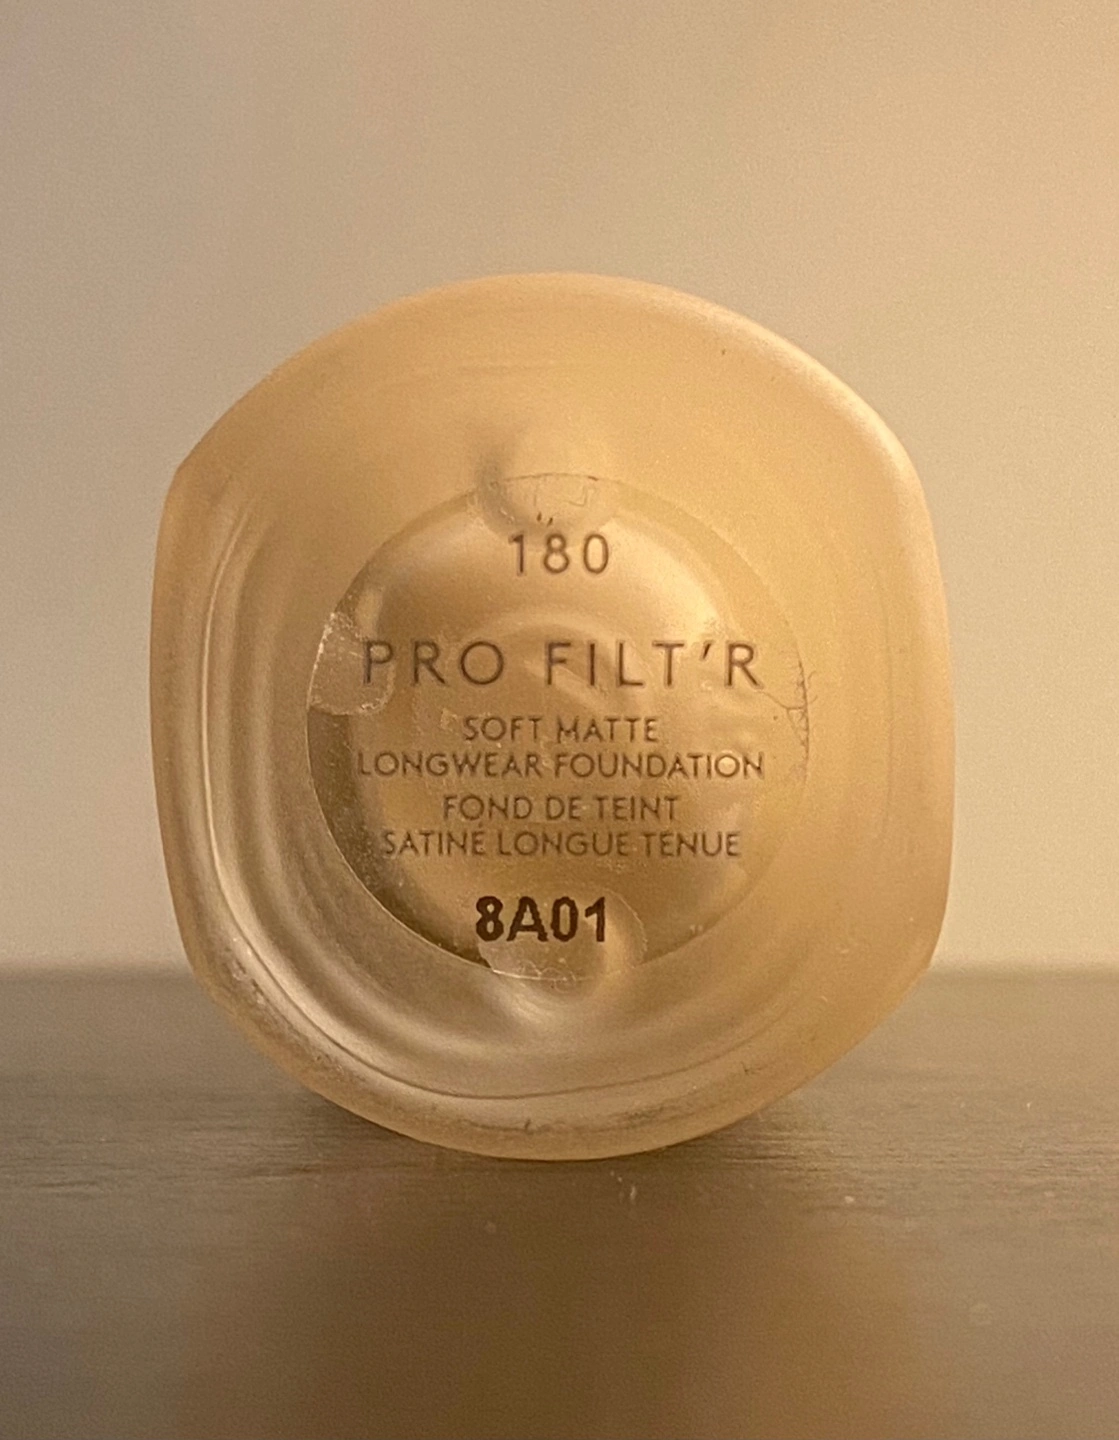 180
PRO FILT'R
SOFT MATTE
LONGWEAR FOUNDATION
FOND DE TEINT
SATINÉ LONGUE TENUE
8A01